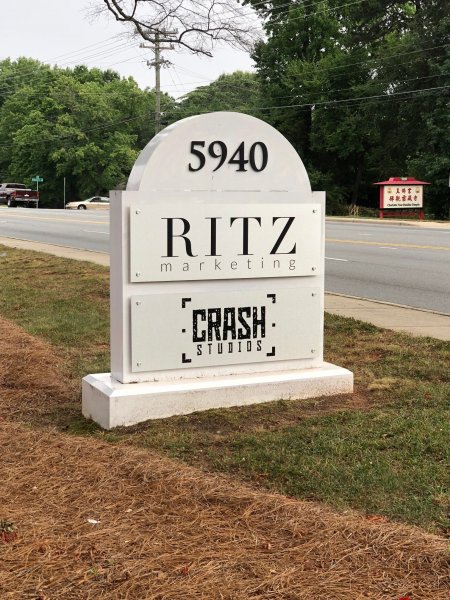 5940
RITZ
marketing
CRASH
STUDIOS